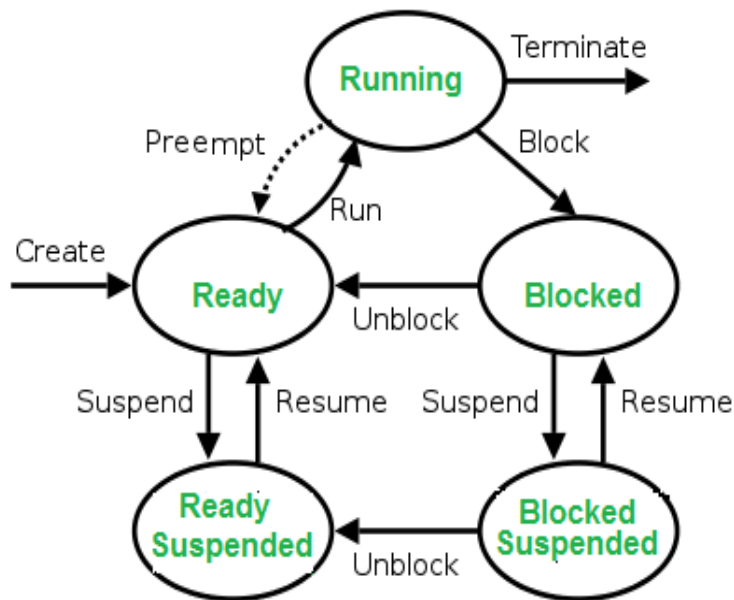 Terminate
Running
Preempt
Block
Run
Create
Ready
Blocked
Unblock
Suspend
Resume
Suspend
Resume
Ready
Suspended
Blocked
Suspended
Unblock